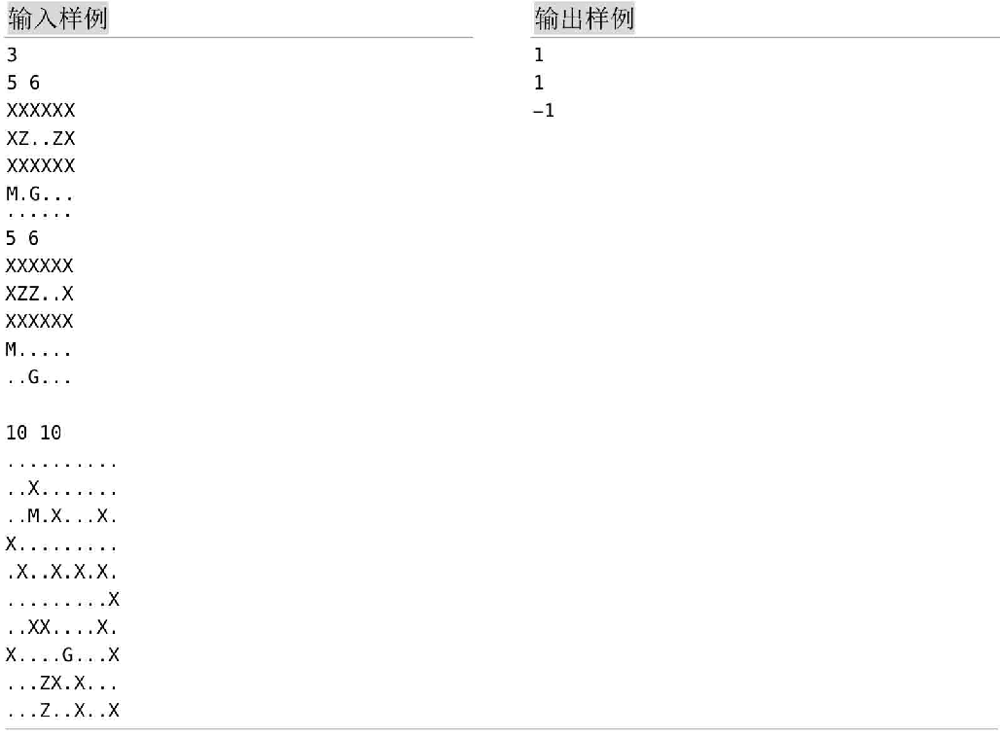 输入样例
3
5 6
XXXXXX
XZ..ZX
XXXXXX
M.G...
......
5 6
XXXXXX
XZZ..X
XXXXXX
M.....
..G...
10 10
..........
..X.......
..M.X...X.
X.........
.X..X.X.X.
.........X
..XX....X.
X....G...X
...ZX.X...
...Z..X..X
输出样例
1
1
−1